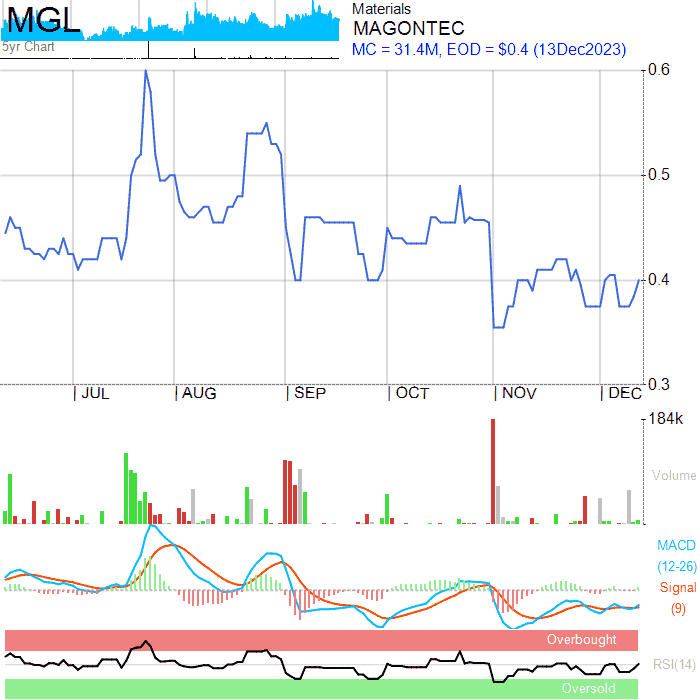 MGL
5yr Chart
Materials
MAGONTEC
MC = 31.4M, EOD = $0.4 (13Dec2023)
0.6
0.5
0.4
0.3
JUL
AUG
SEP
OCT
NOV
DEC
184k
Volume
MACD
(12-26)
Signal
(9)
Overbought
RSI(14)
Oversold